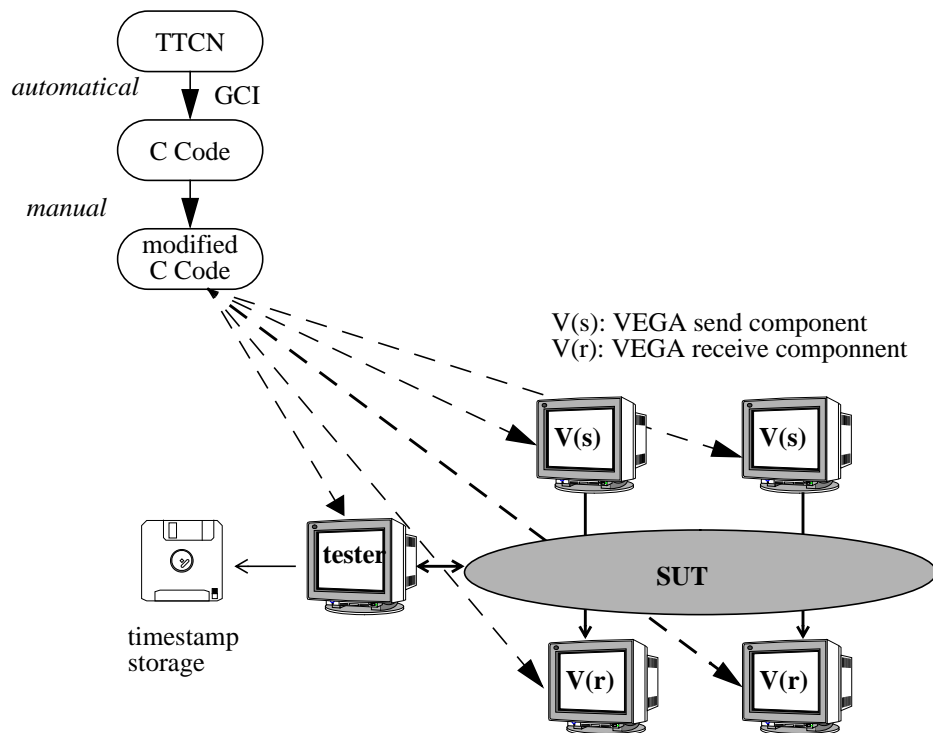 TTCN
automatical
GCI
C Code
manual
modified
C Code
V(s): VEGA send component
V(r): VEGA receive componnent
V(s)
V(s)
tester
SUT
timestamp
storage
V(r)
V(r)